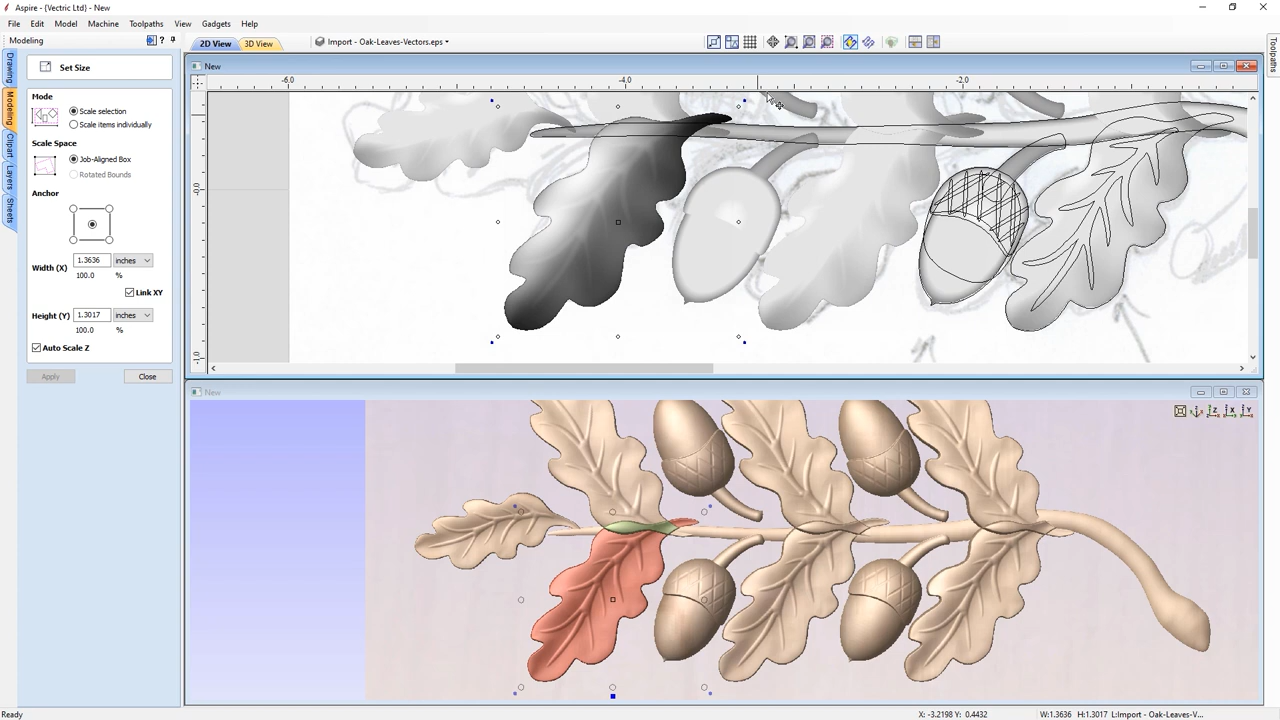 Aspire - {Vectric Ltd} - New
File Edit Model Machine Toolpaths View Gadgets Help
Modeling ?
2D View 3D View Import - Oak-Leaves-Vectors.eps
Drawing
Modeling
Clipart
Layers
Sheets
Set Size
Mode
Scale selection
Scale items individually
Scale Space
Job-Aligned Box
Rotated Bounds
Anchor
Width (X) 1.3636 inches
100.0 %
Link XY
Height (Y) 1.3017 inches
100.0 %
Auto Scale Z
Apply Close
New
-6.0 -4.0 -2.0
-0.0
-1.0
New
Toolpaths
Ready X: -3.2198 Y: 0.4432 W:1.3636 H:1.3017 L:Import - Oak-Leaves-V...